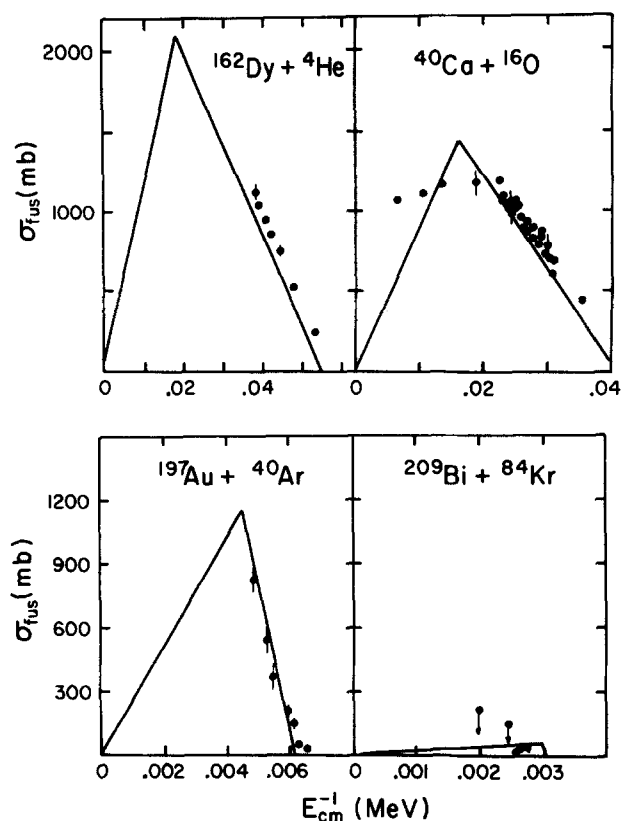 2000
1000
σfus(mb)
¹⁶²Dy + ⁴He
⁴⁰Ca + ¹⁶O
0 .02 .04 0 .02 .04
1200
900
600
300
σfus(mb)
¹⁹⁷Au + ⁴⁰Ar
²⁰⁹Bi + ⁸⁴Kr
0 .002 .004 .006 0 .001 .002 .003
E⁻¹cm (MeV)